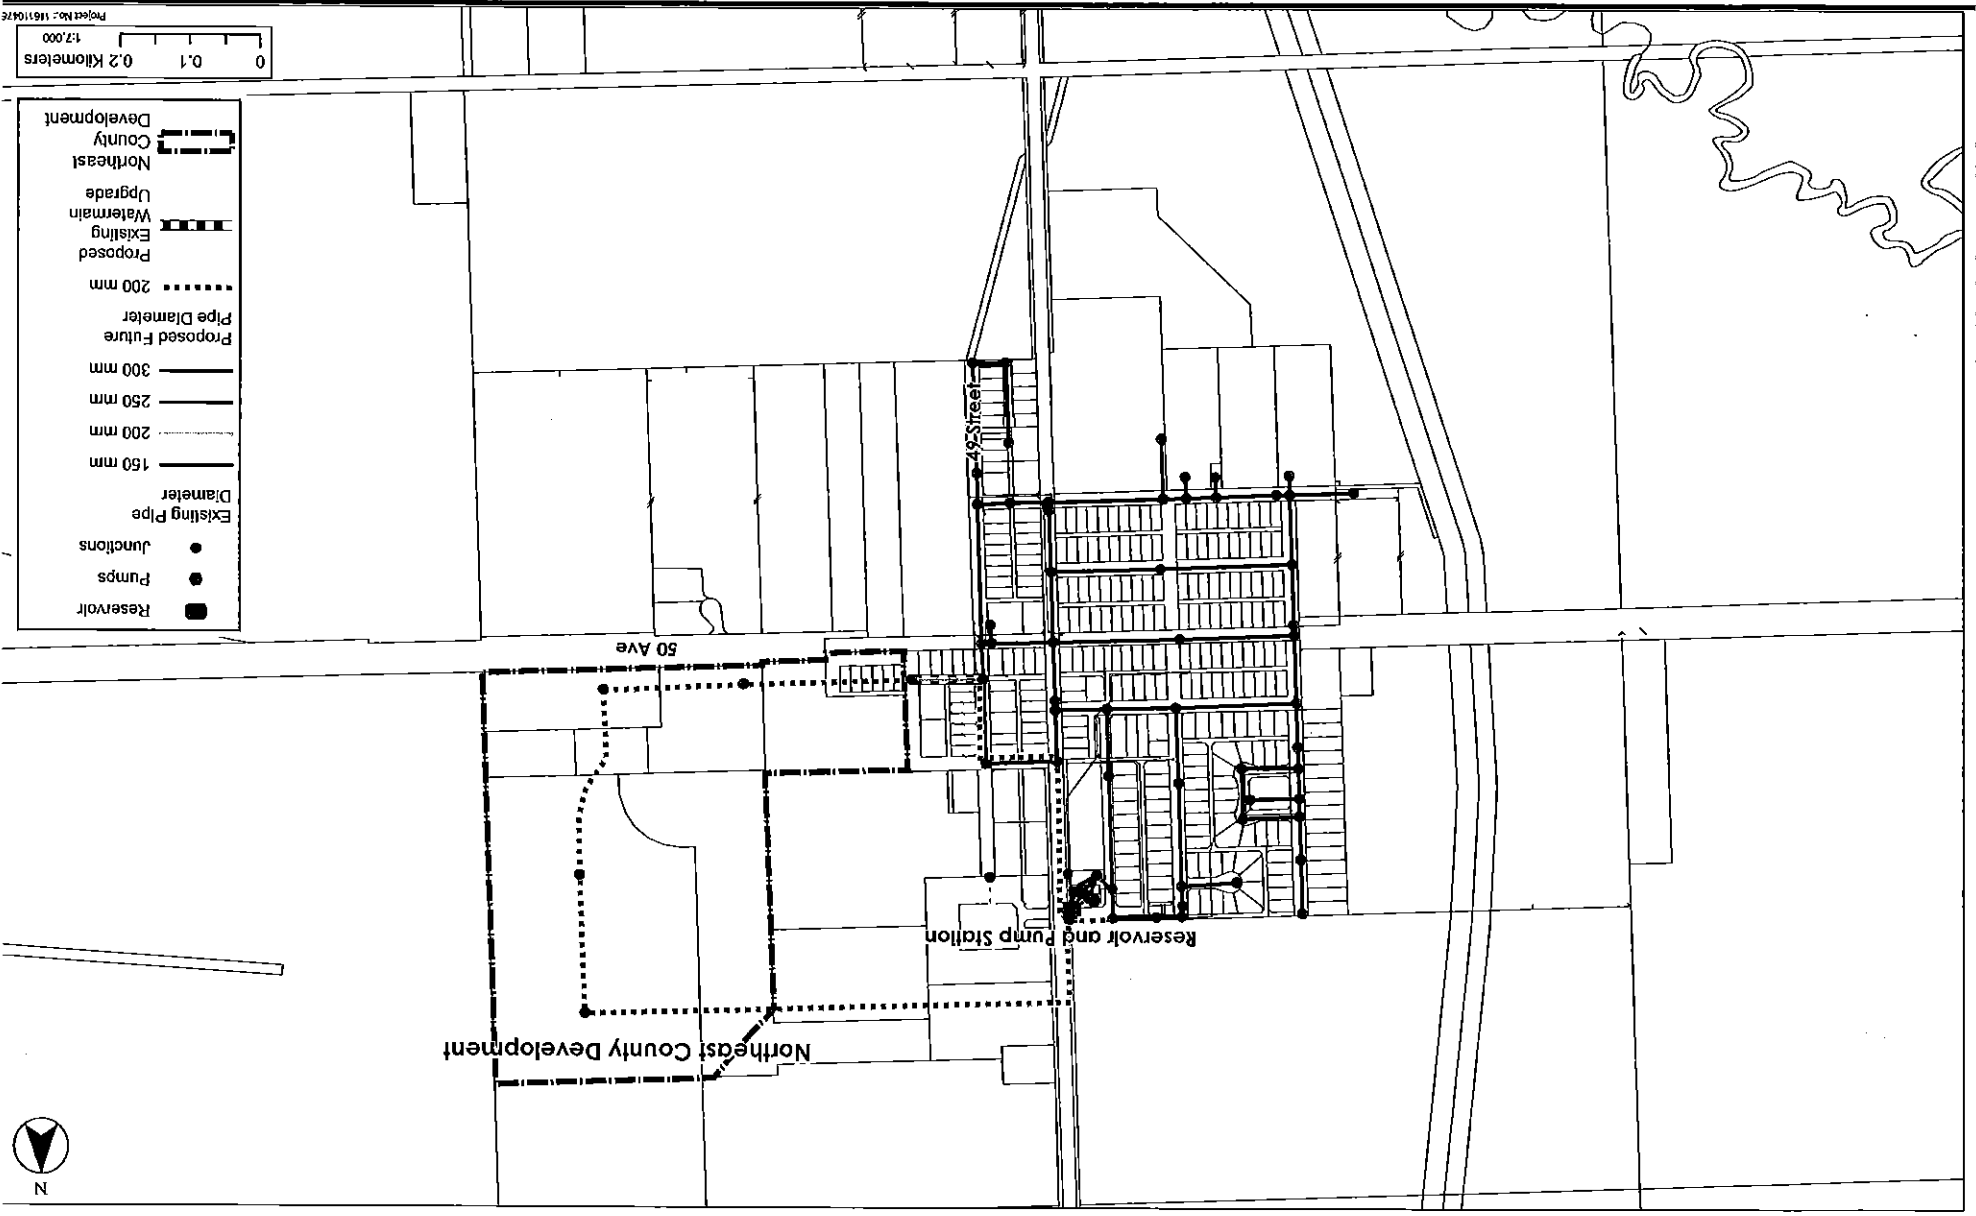 N
Northeast County Development
Reservoir and Pump Station
50 Ave
49 Street
Reservoir
Pumps
Junctions
Existing Pipe
Diameter
150 mm
200 mm
250 mm
300 mm
Proposed Future
Pipe Diameter
200 mm
Proposed
Existing
Watermain
Upgrade
Northeast
County
Development
0 0.1 0.2 Kilometers
1:7,000
Project No.: 11611047